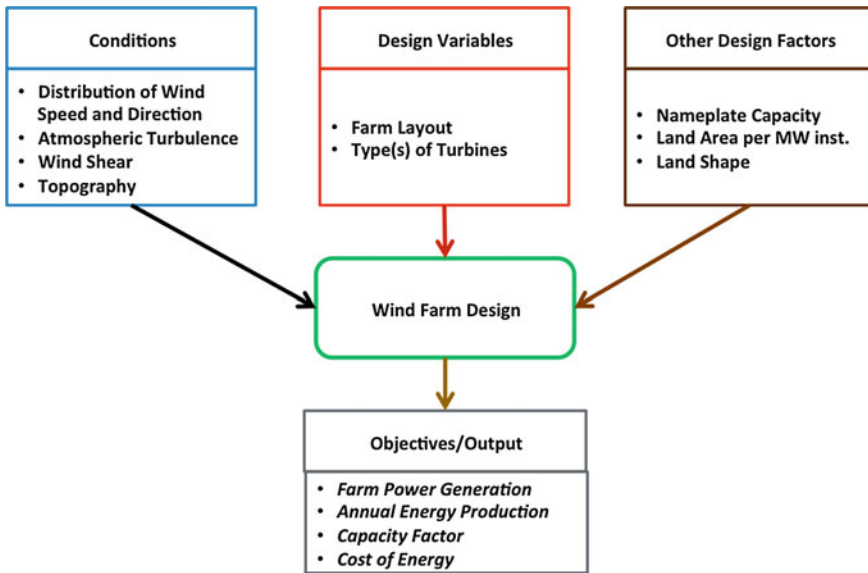 Conditions
• Distribution of Wind
Speed and Direction
• Atmospheric Turbulence
• Wind Shear
• Topography
Design Variables
• Farm Layout
• Type(s) of Turbines
Other Design Factors
• Nameplate Capacity
• Land Area per MW inst.
• Land Shape
Wind Farm Design
Objectives/Output
• Farm Power Generation
• Annual Energy Production
• Capacity Factor
• Cost of Energy